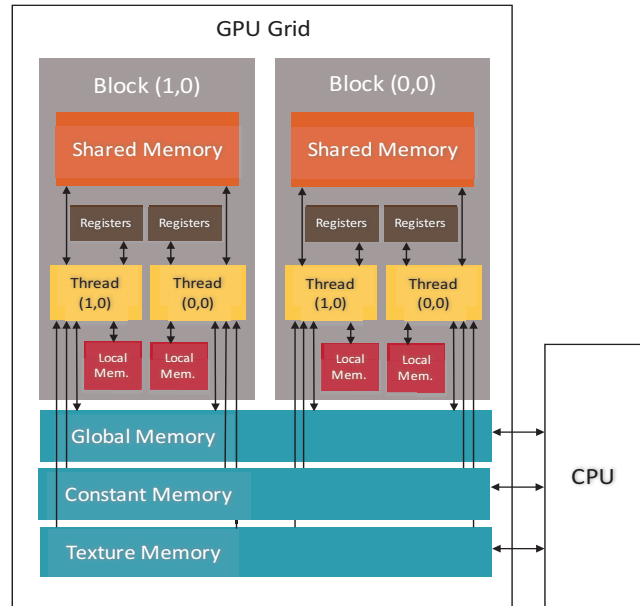 GPU Grid
Block (1,0)
Shared Memory
Registers
Registers
Thread
(1,0)
Thread
(0,0)
Local
Mem.
Local
Mem.
Block (0,0)
Shared Memory
Registers
Registers
Thread
(1,0)
Thread
(0,0)
Local
Mem.
Local
Mem.
Global Memory
Constant Memory
Texture Memory
CPU